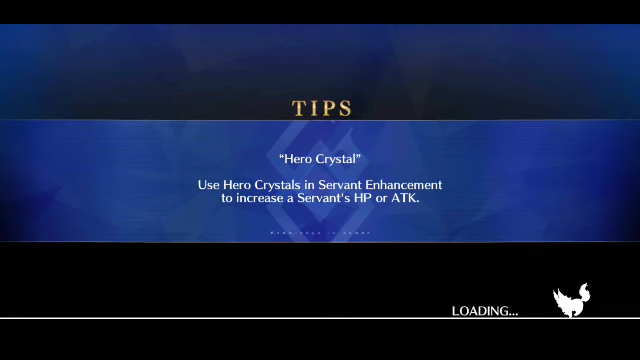 TIPS
“Hero Crystal”
Use Hero Crystals in Servant Enhancement
to increase a Servant's HP or ATK.
LOADING...